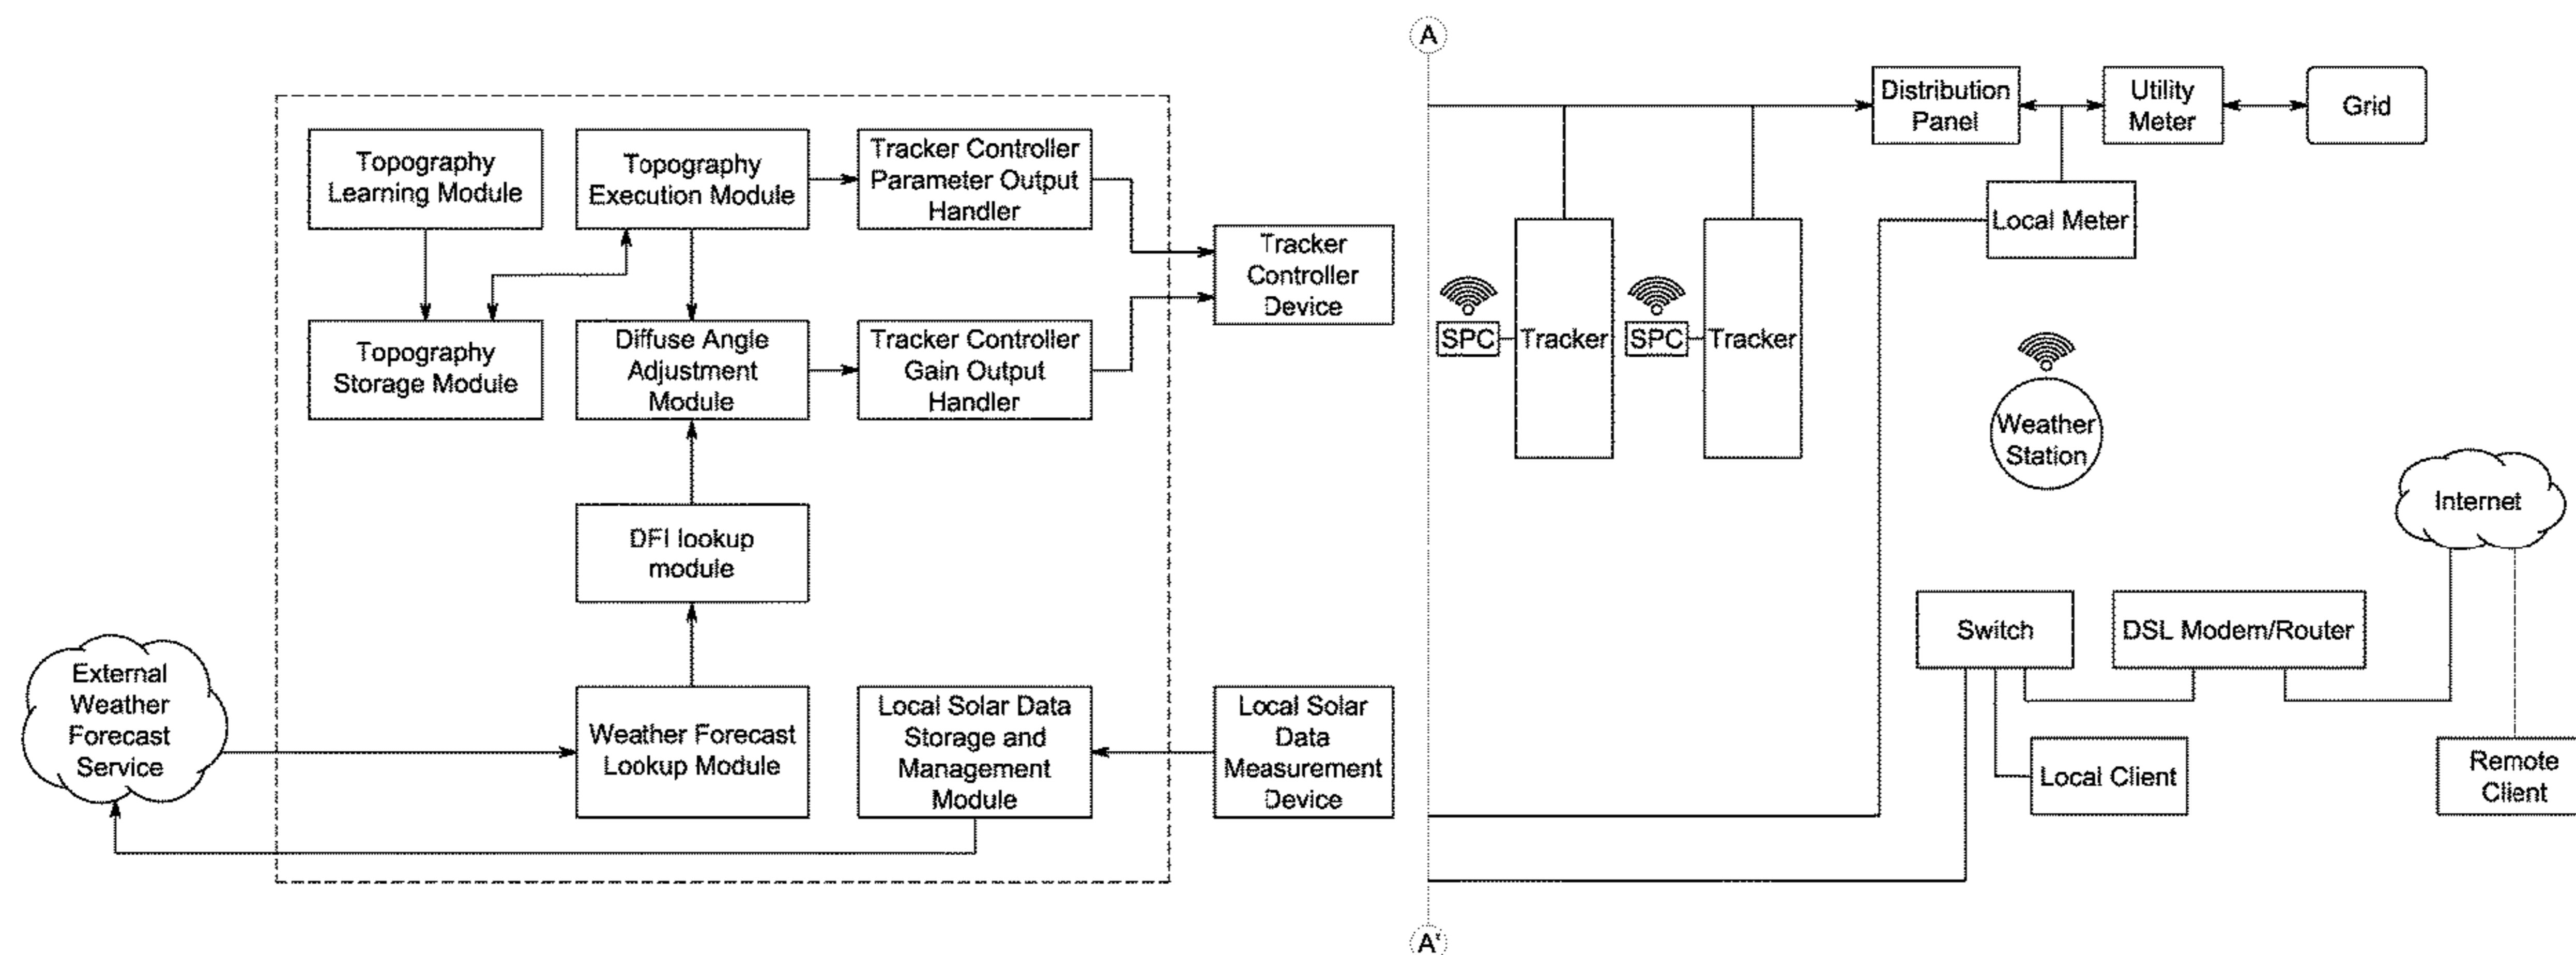 Topography
Learning Module
Topography
Execution Module
Tracker Controller
Parameter Output
Handler
Tracker
Controller
Device
Topography
Storage Module
Diffuse Angle
Adjustment
Module
Tracker Controller
Gain Output
Handler
DFI lookup
module
External
Weather
Forecast
Service
Weather Forecast
Lookup Module
Local Solar Data
Storage and
Management
Module
Local Solar
Data
Measurement
Device
A
Distribution
Panel
Utility
Meter
Grid
Local Meter
SPC
Tracker
SPC
Tracker
Weather
Station
Internet
Switch
DSL Modem/Router
Local Client
Remote
Client
A'